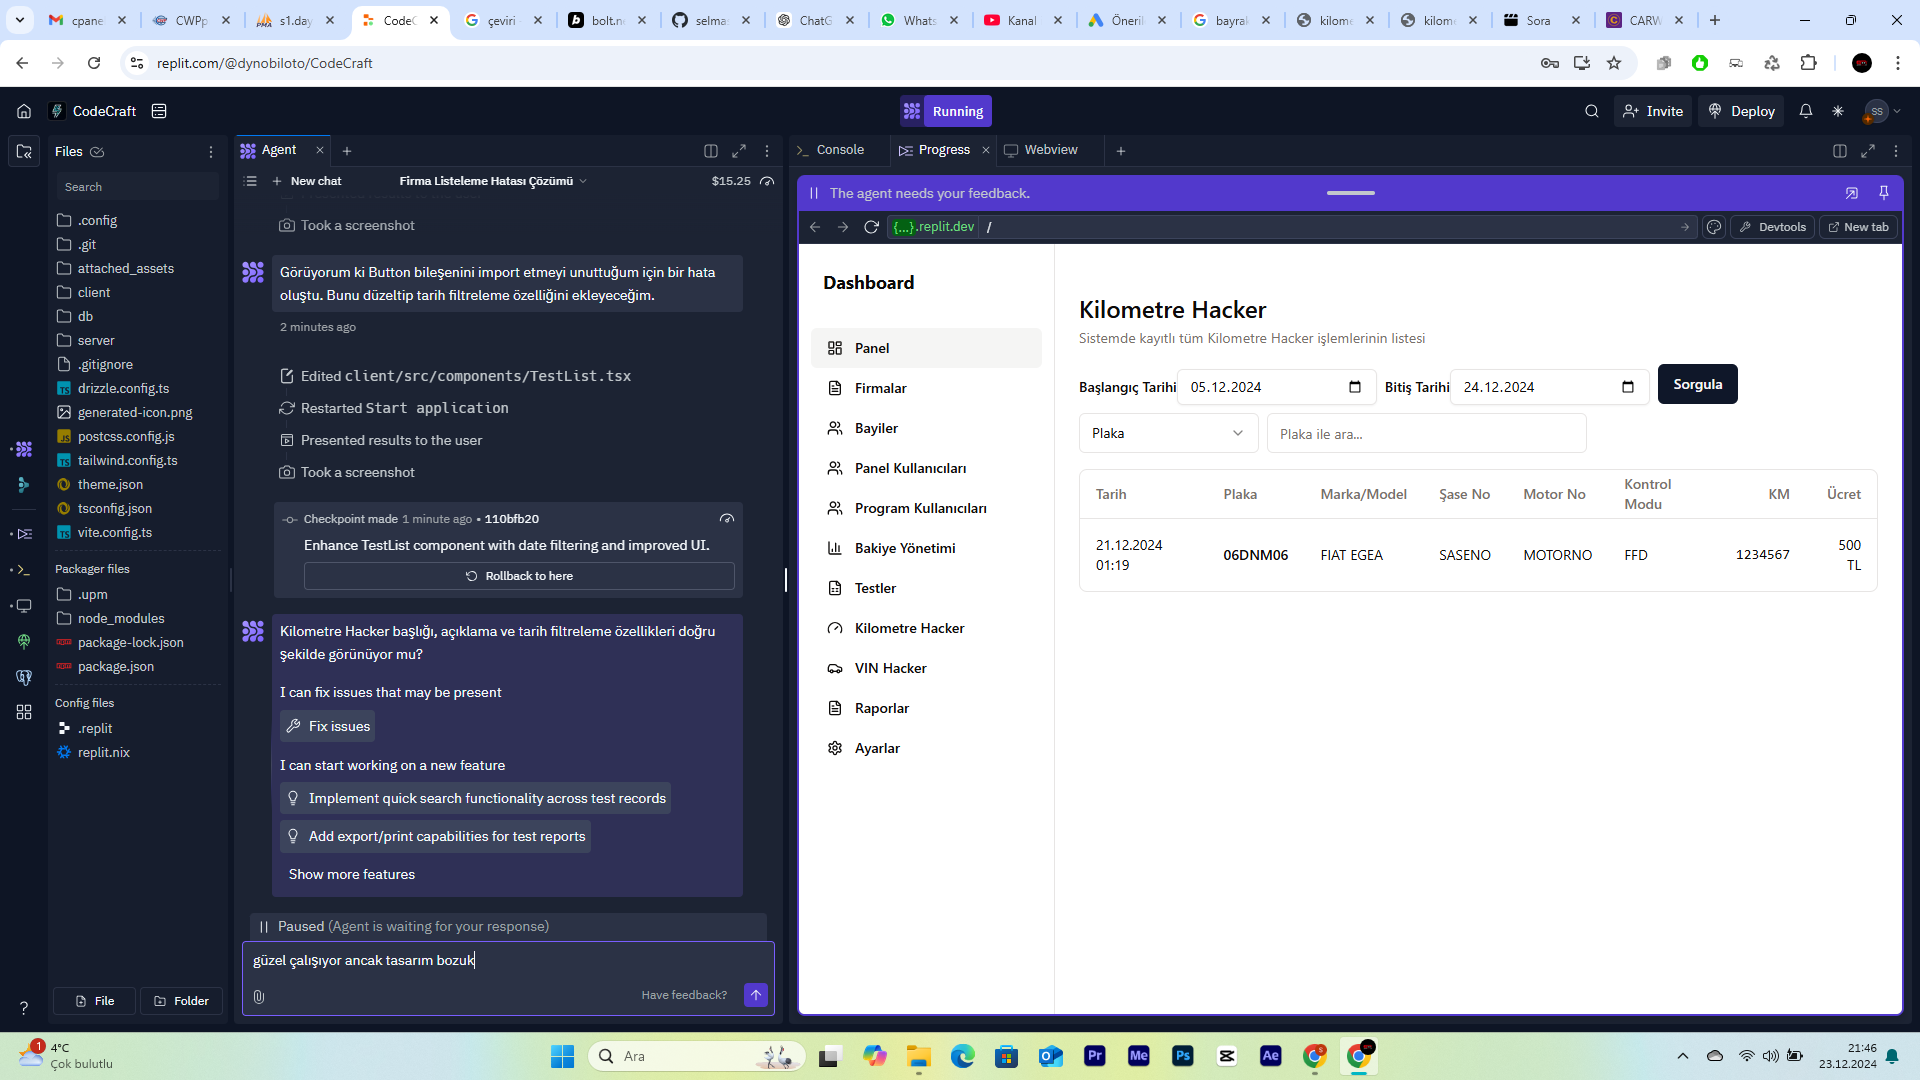 cpane
CWPp
s1.day
CodeC
çeviri -
bolt.ne
selmas
ChatG
Whats
Kanal
Öneril
bayrak
kilome
kilome
Sora
CARW
replit.com/@dynobiloto/CodeCraft
CodeCraft
Running
Invite
Deploy
SS
Files
Search
.config
.git
attached_assets
client
db
server
.gitignore
drizzle.config.ts
generated-icon.png
postcss.config.js
tailwind.config.ts
theme.json
tsconfig.json
vite.config.ts
Packager files
.upm
node_modules
package-lock.json
package.json
Config files
.replit
replit.nix
File
Folder
Agent
New chat
Firma Listeleme Hatası Çözümü
$15.25
Took a screenshot
Görüyorum ki Button bileşenini import etmeyi unuttuğum için bir hata
oluştu. Bunu düzeltip tarih filtreleme özelliğini ekleyeceğim.
2 minutes ago
Edited client/src/components/TestList.tsx
Restarted Start application
Presented results to the user
Took a screenshot
Checkpoint made 1 minute ago • 110bfb20
Enhance TestList component with date filtering and improved UI.
Rollback to here
Kilometre Hacker başlığı, açıklama ve tarih filtreleme özellikleri doğru
şekilde görünüyor mu?
I can fix issues that may be present
Fix issues
I can start working on a new feature
Implement quick search functionality across test records
Add export/print capabilities for test reports
Show more features
Paused (Agent is waiting for your response)
güzel çalışıyor ancak tasarım bozuk
Have feedback?
Console
Progress
Webview
The agent needs your feedback.
{...}.replit.dev /
Devtools
New tab
Dashboard
Panel
Firmalar
Bayiler
Panel Kullanıcıları
Program Kullanıcıları
Bakiye Yönetimi
Testler
Kilometre Hacker
VIN Hacker
Raporlar
Ayarlar
Kilometre Hacker
Sistemde kayıtlı tüm Kilometre Hacker işlemlerinin listesi
Başlangıç Tarihi 05.12.2024 Bitiş Tarihi 24.12.2024 Sorgula
Plaka Plaka ile ara...
Tarih Plaka Marka/Model Şase No Motor No Kontrol Modu KM Ücret
21.12.2024 01:19 06DNM06 FIAT EGEA SASENO MOTORNO FFD 1234567 500 TL
1
4°C
Çok bulutlu
Ara
Pr
Me
Ps
Ae
21:46
23.12.2024